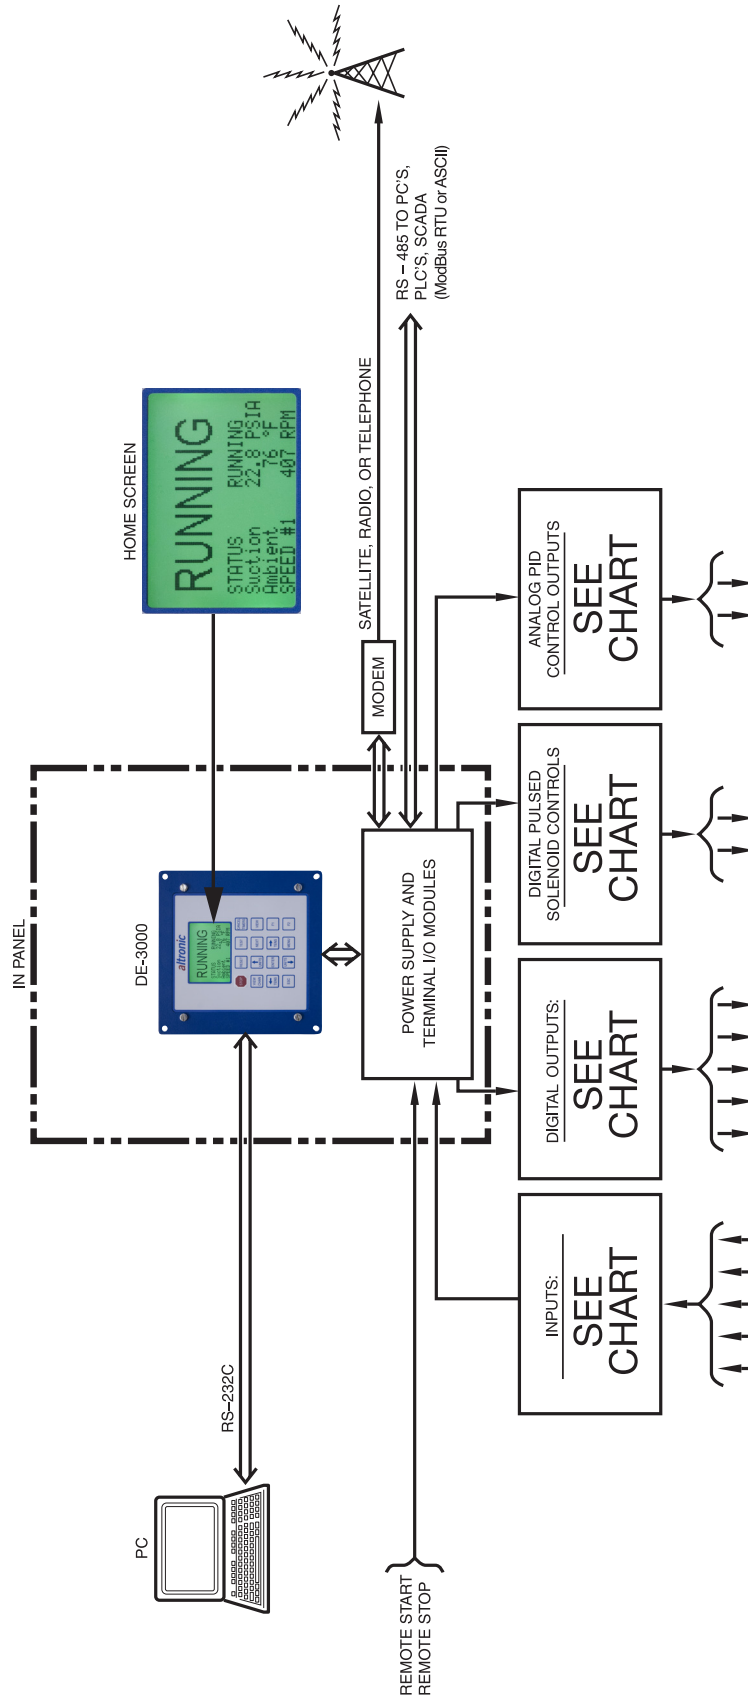 IN PANEL
HOME SCREEN
RUNNING
STATUS RUNNING
Suction 22.8 PSIA
Ambient 76 °F
SPEED #1 407 RPM
DE-3000
altronic
RUNNING
PC
RS–232C
POWER SUPPLY AND
TERMINAL I/O MODULES
MODEM
SATELLITE, RADIO, OR TELEPHONE
RS – 485 TO PC'S,
PLC'S, SCADA
(ModBus RTU or ASCII)
REMOTE START
REMOTE STOP
INPUTS:
SEE
CHART
DIGITAL OUTPUTS:
SEE
CHART
DIGITAL PULSED
SOLENOID CONTROLS
SEE
CHART
ANALOG PID
CONTROL OUTPUTS
SEE
CHART